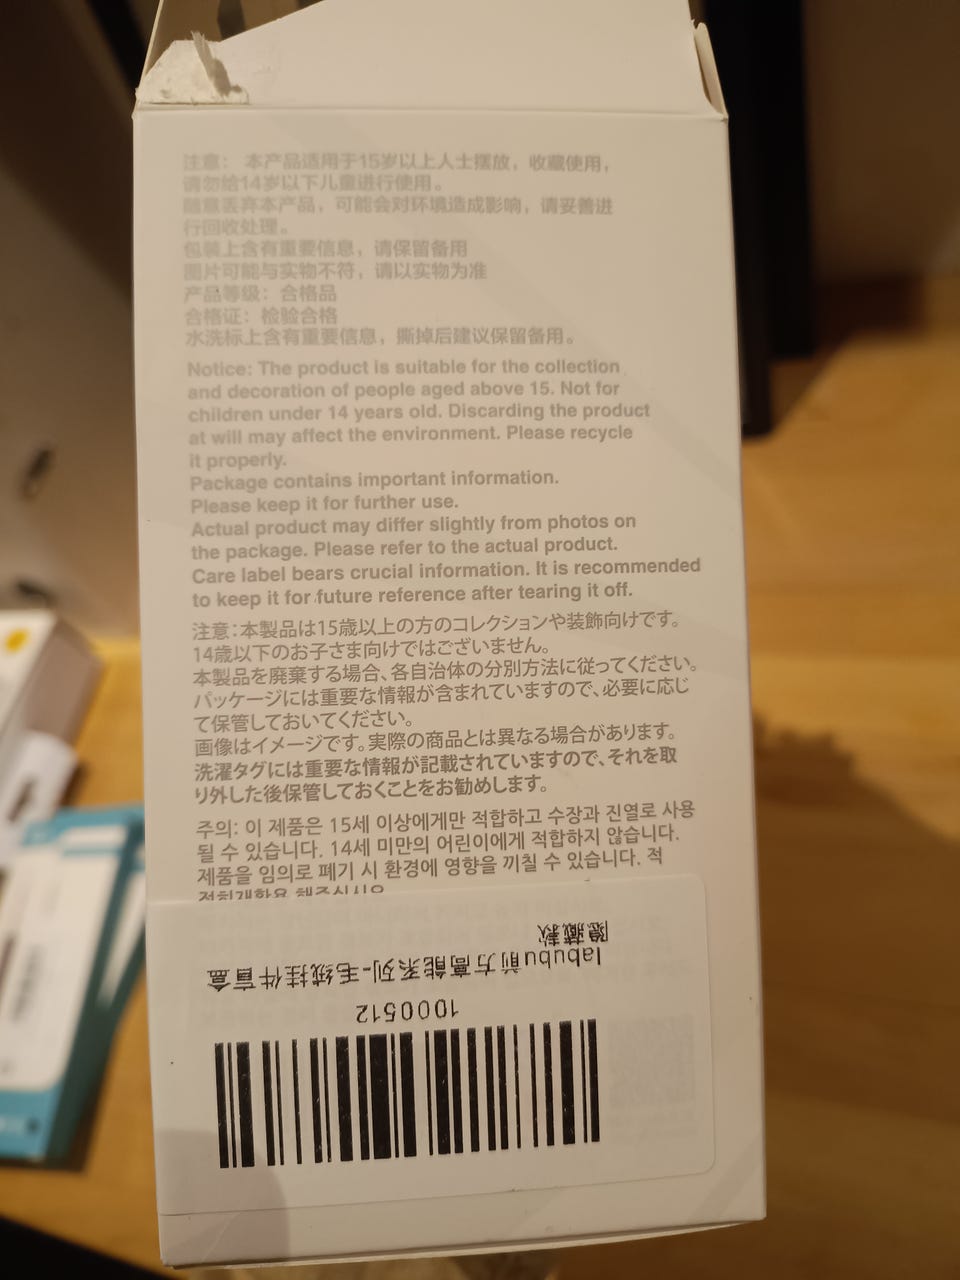 注意： 本产品适用于15岁以上人士摆放，收藏使用，
请勿给14岁以下儿童进行使用。
随意丢弃本产品，可能会对环境造成影响，请妥善进
行回收处理。
包装上含有重要信息，请保留备用
图片可能与实物不符，请以实物为准
产品等级：合格品
合格证：检验合格
水洗标上含有重要信息，撕掉后建议保留备用。
Notice: The product is suitable for the collection
and decoration of people aged above 15. Not for
children under 14 years old. Discarding the product
at will may affect the environment. Please recycle
it properly.
Package contains important information.
Please keep it for further use.
Actual product may differ slightly from photos on
the package. Please refer to the actual product.
Care label bears crucial information. It is recommended
to keep it for future reference after tearing it off.
注意：本製品は15歳以上の方のコレクションや装飾向けです。
14歳以下のお子さま向けではございません。
本製品を廃棄する場合、各自治体の分別方法に従ってください。
パッケージには重要な情報が含まれていますので、必要に応じ
て保管しておいてください。
画像はイメージです。実際の商品とは異なる場合があります。
洗濯タグには重要な情報が記載されていますので、それを取
り外した後保管しておくことをお勧めします。
주의: 이 제품은 15세 이상에게만 적합하고 수장과 진열로 사용
될 수 있습니다. 14세 미만의 어린이에게 적합하지 않습니다.
제품을 임의로 폐기 시 환경에 영향을 끼칠 수 있습니다. 적
1000512
labubu前方高能系列-毛绒挂件盲盒
隐藏款